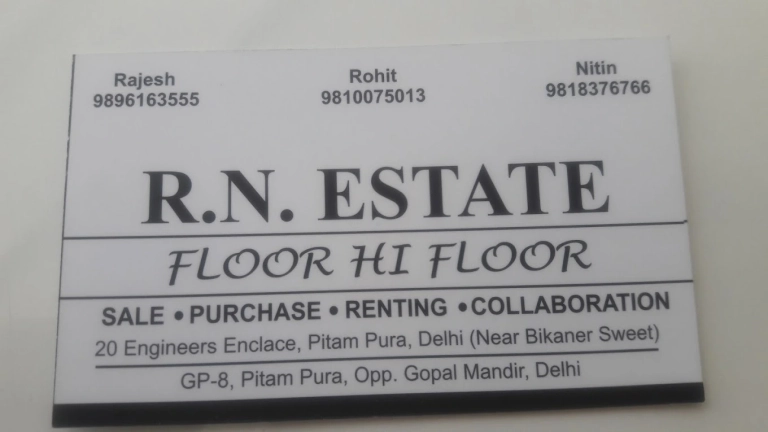 Rajesh Rohit Nitin
9896163555 9810075013 9818376766
R.N. ESTATE
FLOOR HI FLOOR
SALE • PURCHASE • RENTING • COLLABORATION
20 Engineers Enclace, Pitam Pura, Delhi (Near Bikaner Sweet)
GP-8, Pitam Pura, Opp. Gopal Mandir, Delhi